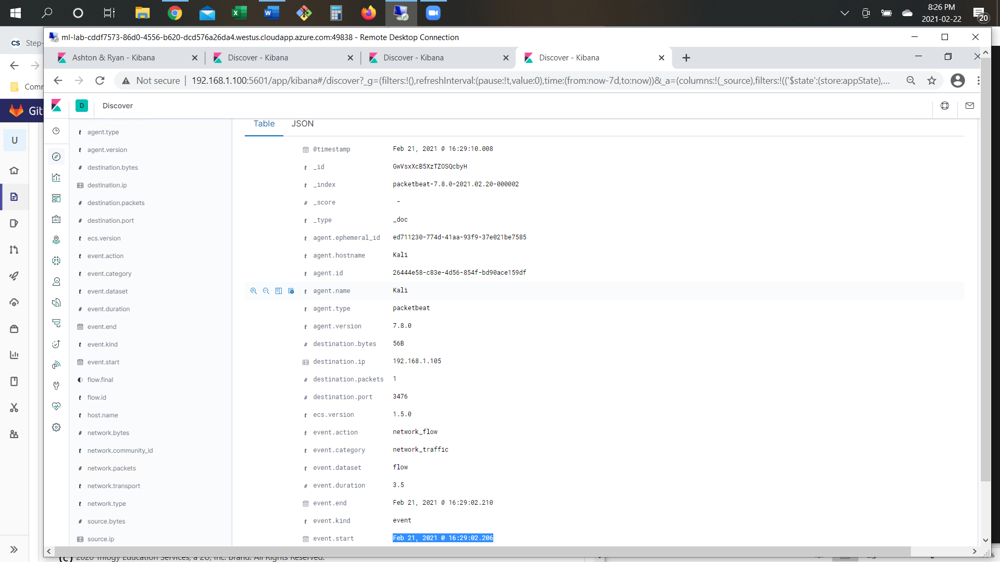 8:26 PM
2021-02-22
20
ml-lab-cddf7573-86d0-4556-b620-dcd576a26da4.westus.cloudapp.azure.com:49838 - Remote Desktop Connection
CS Step-
Ashton & Ryan - Kibana
Discover - Kibana
Discover - Kibana
Discover - Kibana
Not secure
192.168.1.100:5601/app/kibana#/discover?_g=(filters:!(),refreshInterval:(pause:!t,value:0),time:(from:now-7d,to:now))&_a=(columns:!(_source),filters:!(('$state':(store:appState),...
Comr
Git
D
Discover
U
Table
JSON
t agent.type
t agent.version
# destination.bytes
destination.ip
# destination.packets
# destination.port
t ecs.version
t event.action
t event.category
t event.dataset
# event.duration
event.end
t event.kind
event.start
flow.final
t flow.id
t host.name
# network.bytes
t network.community_id
# network.packets
t network.transport
t network.type
# source.bytes
source.ip
@timestamp Feb 21, 2021 @ 16:29:10.008
t _id GwVsxXcB5XzTZOSQcbyH
t _index packetbeat-7.8.0-2021.02.20-000002
# _score -
t _type _doc
t agent.ephemeral_id ed711230-774d-41aa-93f9-37e021be7585
t agent.hostname Kali
t agent.id 26444e58-c83e-4d56-854f-bd90ace159df
t agent.name Kali
t agent.type packetbeat
t agent.version 7.8.0
# destination.bytes 56B
destination.ip 192.168.1.105
# destination.packets 1
# destination.port 3476
t ecs.version 1.5.0
t event.action network_flow
t event.category network_traffic
t event.dataset flow
# event.duration 3.5
event.end Feb 21, 2021 @ 16:29:02.210
t event.kind event
event.start Feb 21, 2021 @ 16:29:02.206
(c) 2020 Trilogy Education Services, a 2U, Inc. brand. All Rights Reserved.